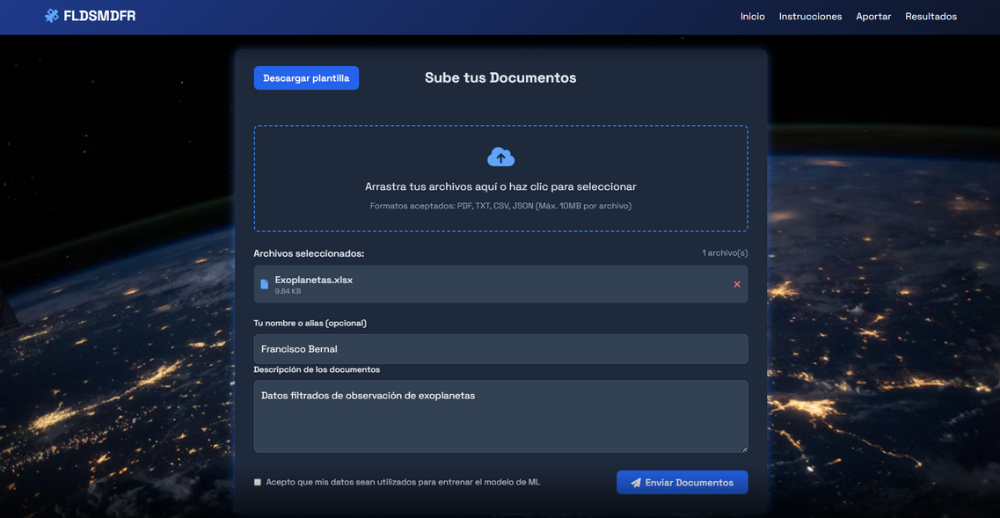 FLDSMDFR
Inicio Instrucciones Aportar Resultados
Descargar plantilla
Sube tus Documentos
Arrastra tus archivos aquí o haz clic para seleccionar
Formatos aceptados: PDF, TXT, CSV, JSON (Máx. 10MB por archivo)
Archivos seleccionados:
1 archivo(s)
Exoplanetas.xlsx
9.64 KB
Tu nombre o alias (opcional)
Francisco Bernal
Descripción de los documentos
Datos filtrados de observación de exoplanetas
Acepto que mis datos sean utilizados para entrenar el modelo de ML
Enviar Documentos